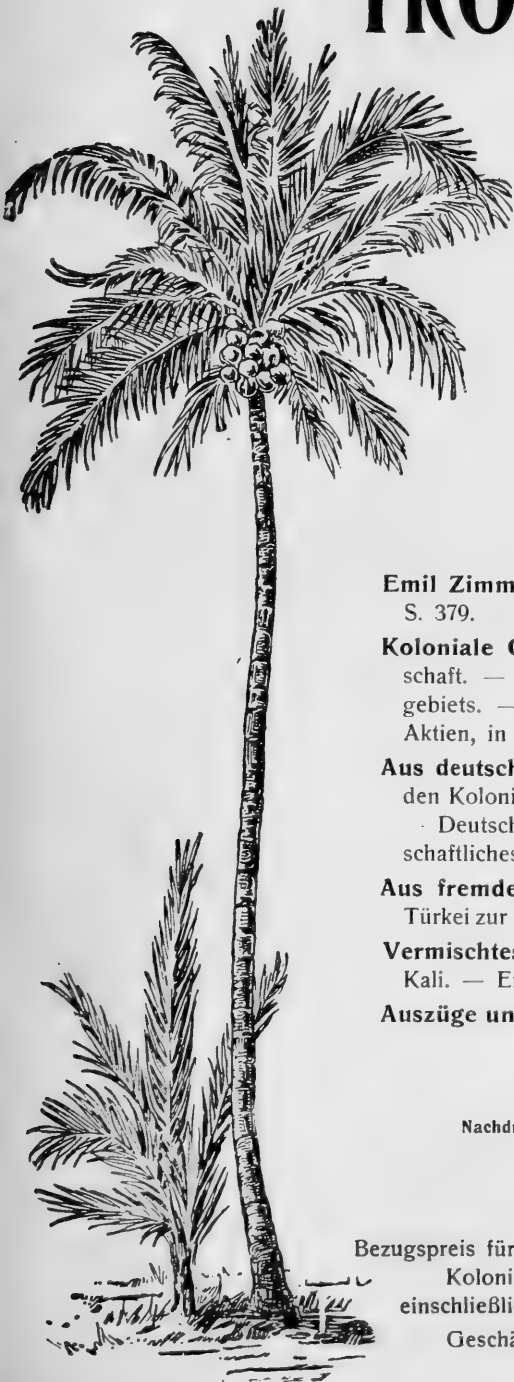 TRO
Emil Zimm
S. 379.
Koloniale G
schaft. —
gebiets. —
Aktien, in
Aus deutsch
den Koloni
· Deutsch
schaftliches
Aus fremde
Türkei zur
Vermischtes
Kali. — E
Auszüge un
Nachdr
Bezugspreis für
Koloni
einschließli
Geschä